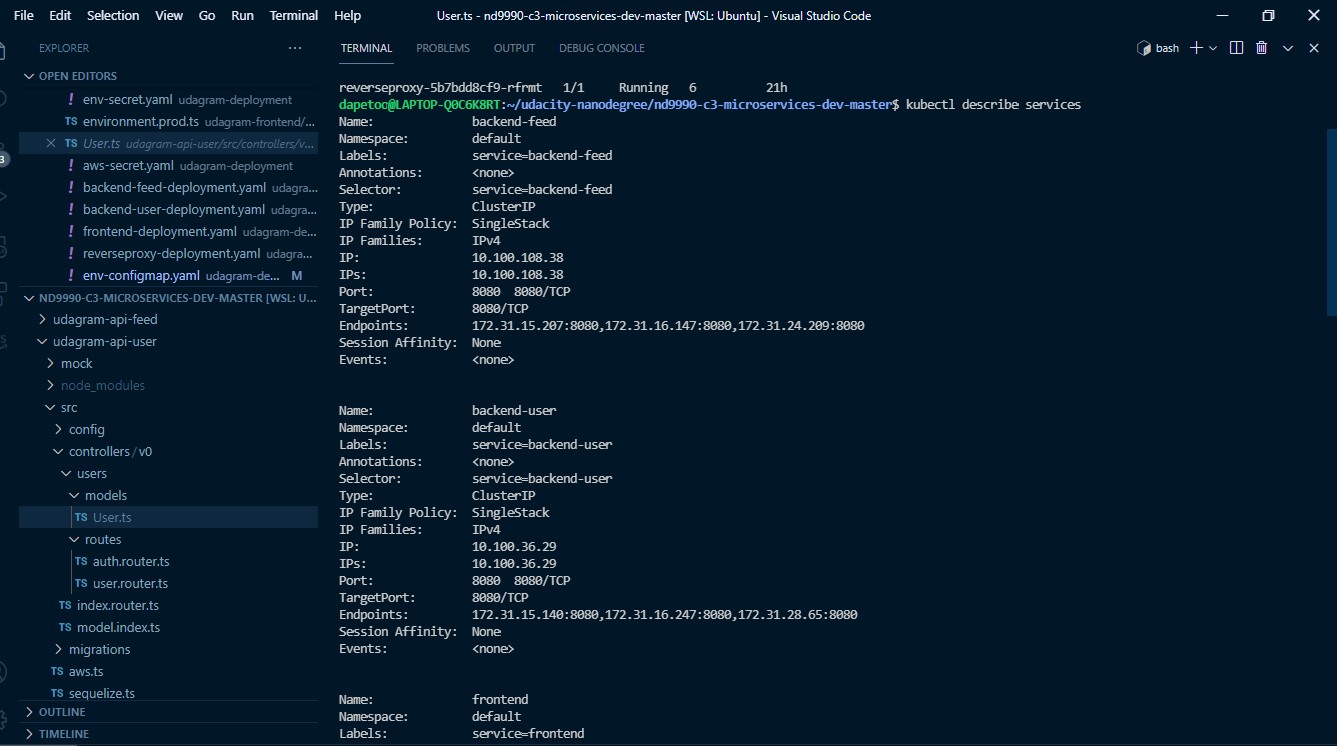 File Edit Selection View Go Run Terminal Help User.ts - nd9990-c3-microservices-dev-master [WSL: Ubuntu] - Visual Studio Code
EXPLORER ···
OPEN EDITORS
! env-secret.yaml udagram-deployment
TS environment.prod.ts udagram-frontend/...
TS User.ts udagram-api-user/src/controllers/v...
3
! aws-secret.yaml udagram-deployment
! backend-feed-deployment.yaml udagra...
! backend-user-deployment.yaml udagra...
! frontend-deployment.yaml udagram-de...
! reverseproxy-deployment.yaml udagra...
! env-configmap.yaml udagram-de... M
ND9990-C3-MICROSERVICES-DEV-MASTER [WSL: U...
udagram-api-feed
udagram-api-user
mock
node_modules
src
config
controllers / v0
users
models
TS User.ts
routes
TS auth.router.ts
TS user.router.ts
TS index.router.ts
TS model.index.ts
migrations
TS aws.ts
TS sequelize.ts
OUTLINE
TIMELINE
TERMINAL PROBLEMS OUTPUT DEBUG CONSOLE bash
reverseproxy-5b7bdd8cf9-rfrmt 1/1 Running 6 21h
dapetoo@LAPTOP-Q0C6K8RT:~/udacity-nanodegree/nd9990-c3-microservices-dev-master$ kubectl describe services
Name: backend-feed
Namespace: default
Labels: service=backend-feed
Annotations: <none>
Selector: service=backend-feed
Type: ClusterIP
IP Family Policy: SingleStack
IP Families: IPv4
IP: 10.100.108.38
IPs: 10.100.108.38
Port: 8080 8080/TCP
TargetPort: 8080/TCP
Endpoints: 172.31.15.207:8080,172.31.16.147:8080,172.31.24.209:8080
Session Affinity: None
Events: <none>
Name: backend-user
Namespace: default
Labels: service=backend-user
Annotations: <none>
Selector: service=backend-user
Type: ClusterIP
IP Family Policy: SingleStack
IP Families: IPv4
IP: 10.100.36.29
IPs: 10.100.36.29
Port: 8080 8080/TCP
TargetPort: 8080/TCP
Endpoints: 172.31.15.140:8080,172.31.16.247:8080,172.31.28.65:8080
Session Affinity: None
Events: <none>
Name: frontend
Namespace: default
Labels: service=frontend